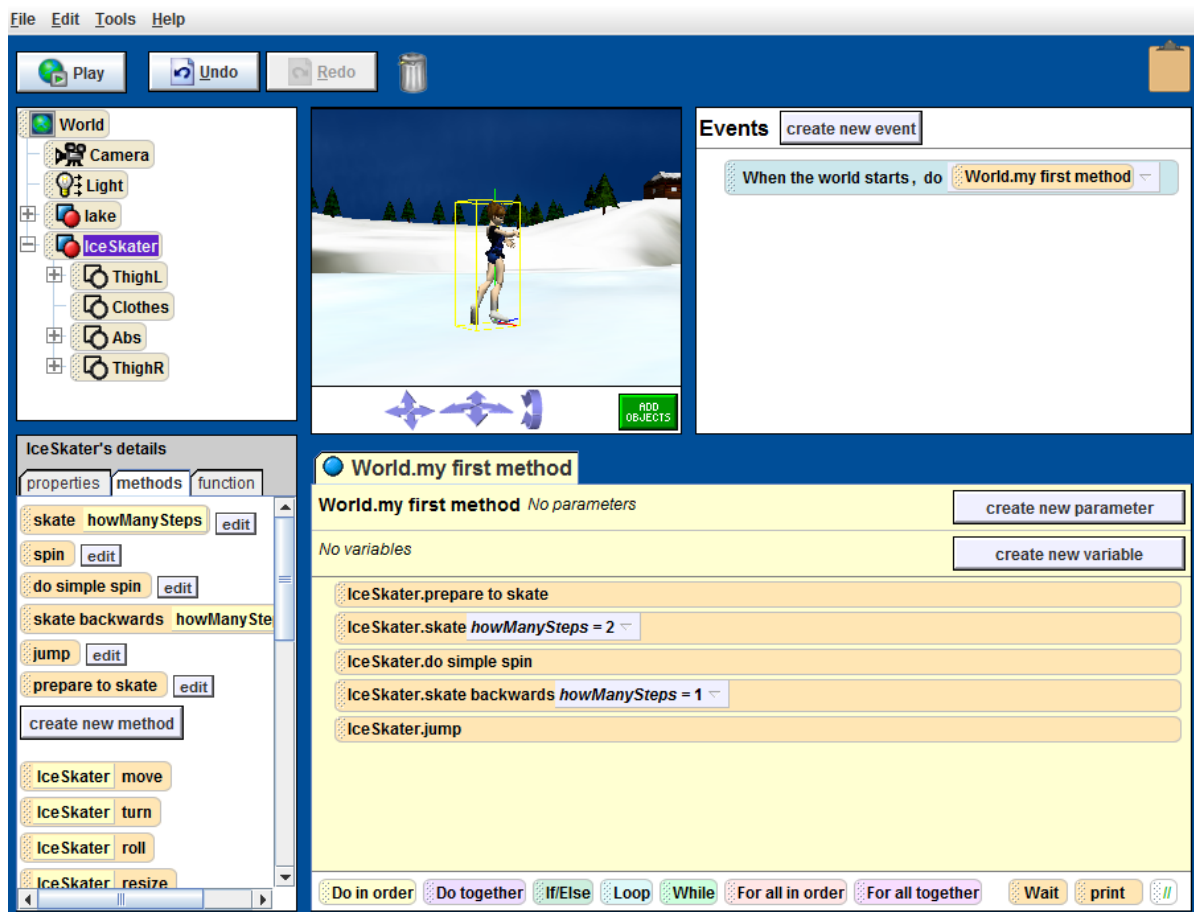 File Edit Tools Help
Play Undo Redo
World
Camera
Light
lake
IceSkater
ThighL
Clothes
Abs
ThighR
ADD
OBJECTS
Events create new event
When the world starts, do World.my first method
IceSkater's details
properties methods function
skate howManySteps edit
spin edit
do simple spin edit
skate backwards howManySte
jump edit
prepare to skate edit
create new method
IceSkater move
IceSkater turn
IceSkater roll
IceSkater resize
World.my first method
World.my first method No parameters create new parameter
No variables create new variable
IceSkater.prepare to skate
IceSkater.skate howManySteps = 2
IceSkater.do simple spin
IceSkater.skate backwards howManySteps = 1
IceSkater.jump
Do in order Do together If/Else Loop While For all in order For all together Wait print //